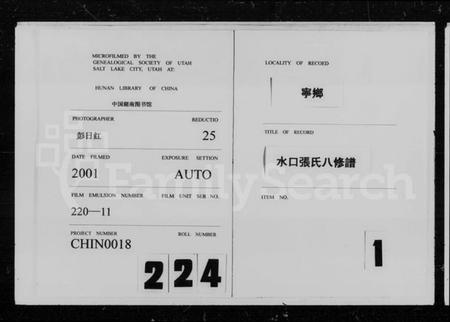 MICROFILMED BY THE
GENEALOGICAL SOCIETY OF UTAH
SALT LAKE CITY, UTAH AT:
HUNAN LIBRARY OF CHINA
中国湖南图书馆
PHOTOGRAPHER REDUCTIO
彭日紅 25
DATE FILMED EXPOSURE SETTION
2001 AUTO
FILM EMULSION NUMBER FILM UNIT SER NO.
220—11
PROJECT NUMBER ROLL NUMBER
CHIN0018
224
LOCALITY OF RECOED
寧鄉
TITLE OF RECORD
水口張氏八修譜
ITEM NO.
1
FamilySearch